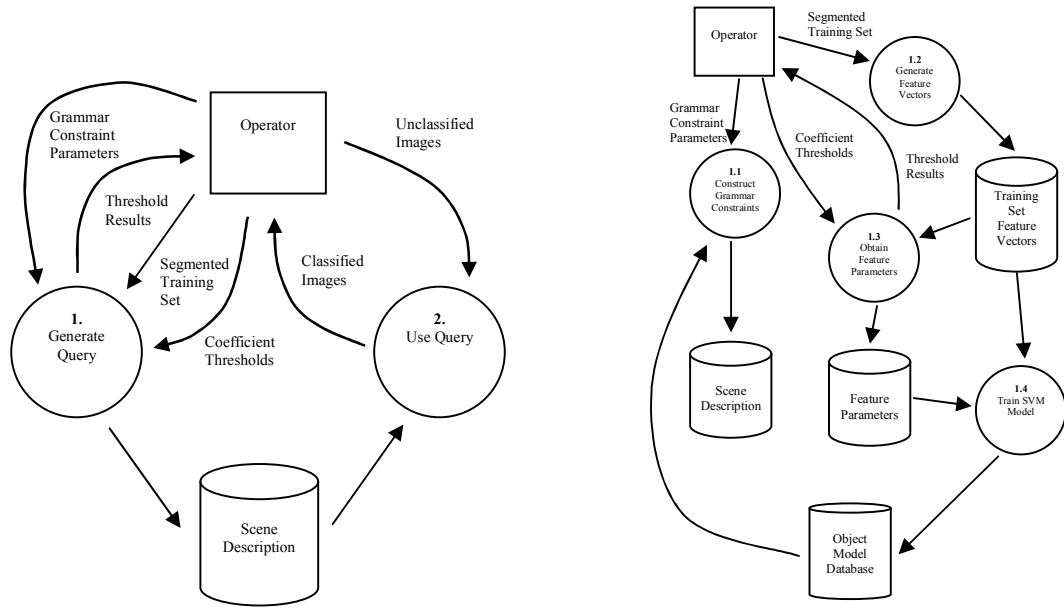 Grammar
Constraint
Parameters
Operator
Unclassified
Images
Threshold
Results
Segmented
Training
Set
Classified
Images
1.
Generate
Query
Coefficient
Thresholds
2.
Use Query
Scene
Description
Operator
Segmented
Training Set
1.2
Generate
Feature
Vectors
Grammar
Constraint
Parameters
Coefficient
Thresholds
Threshold
Results
1.1
Construct
Grammar
Constraints
Training
Set
Feature
Vectors
1.3
Obtain
Feature
Parameters
Scene
Description
Feature
Parameters
1.4
Train SVM
Model
Object
Model
Database